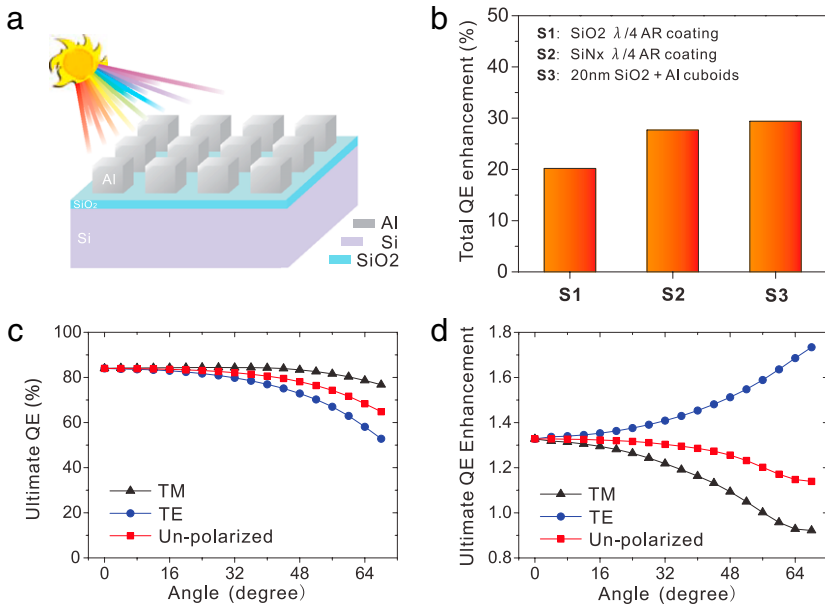 a
Al
SiO2
Si
Al
Si
SiO2
b
Total QE enhancement (%)
50
40
30
20
10
0
S1: SiO2 λ/4 AR coating
S2: SiNx λ/4 AR coating
S3: 20nm SiO2 + Al cuboids
S1 S2 S3
c
Ultimate QE (%)
100
80
60
40
20
0
TM
TE
Un-polarized
0 16 32 48 64
Angle (degree)
d
Ultimate QE Enhancement
1.8
1.6
1.4
1.2
1.0
0.8
TM
TE
Un-polarized
0 16 32 48 64
Angle (degree)